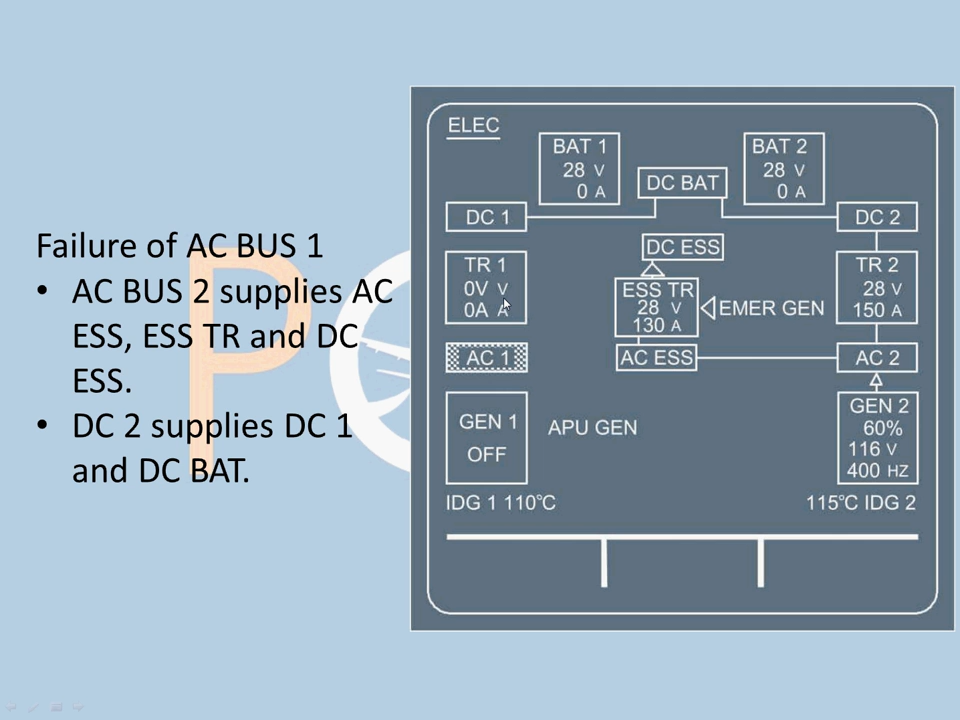 Failure of AC BUS 1
• AC BUS 2 supplies AC
ESS, ESS TR and DC
ESS.
• DC 2 supplies DC 1
and DC BAT.
ELEC
BAT 1
28 V
0 A
DC BAT
BAT 2
28 V
0 A
DC 1
DC 2
DC ESS
TR 1
0V V
0A A
ESS TR
28 V
130 A
EMER GEN
TR 2
28 V
150 A
AC 1
AC ESS
AC 2
GEN 1
OFF
APU GEN
GEN 2
60%
116 V
400 HZ
IDG 1 110°C
115°C IDG 2